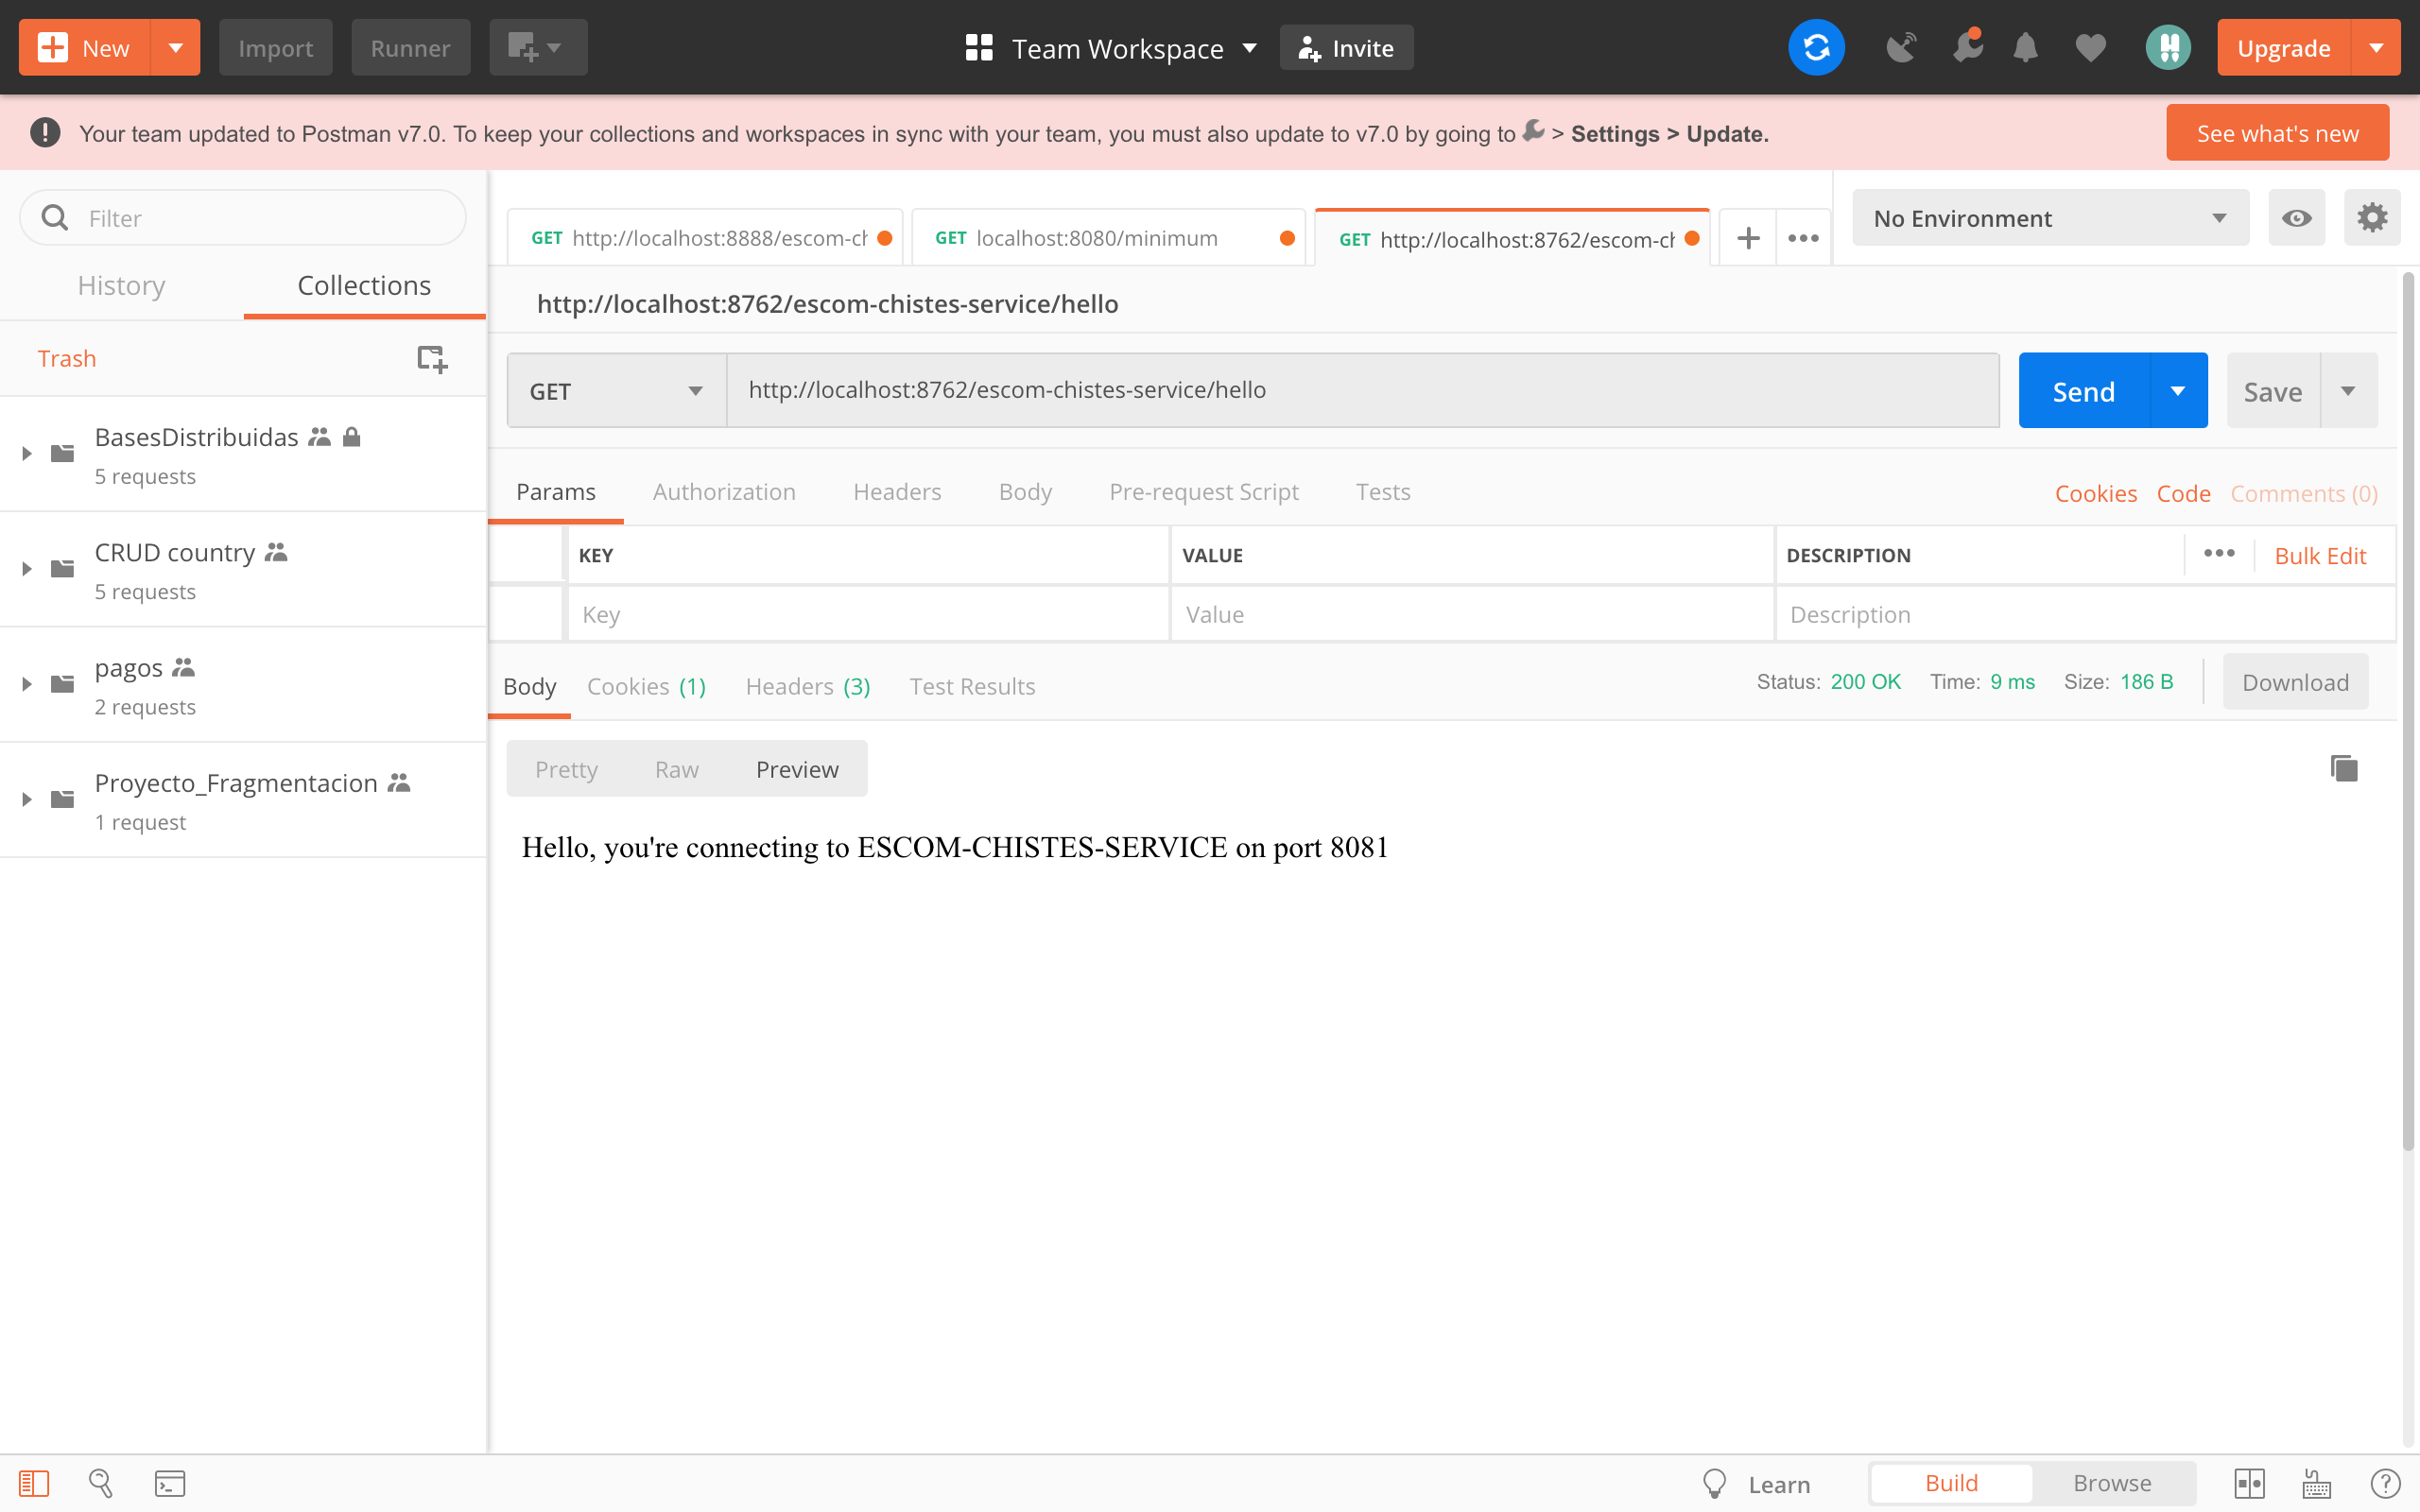 New Import Runner Team Workspace Invite Upgrade
Your team updated to Postman v7.0. To keep your collections and workspaces in sync with your team, you must also update to v7.0 by going to > Settings > Update. See what's new
Filter
History Collections
Trash
BasesDistribuidas
5 requests
CRUD country
5 requests
pagos
2 requests
Proyecto_Fragmentacion
1 request
GET http://localhost:8888/escom-ch GET localhost:8080/minimum GET http://localhost:8762/escom-ch No Environment
http://localhost:8762/escom-chistes-service/hello
GET http://localhost:8762/escom-chistes-service/hello Send Save
Params Authorization Headers Body Pre-request Script Tests Cookies Code Comments (0)
KEY VALUE DESCRIPTION Bulk Edit
Key Value Description
Body Cookies (1) Headers (3) Test Results Status: 200 OK Time: 9 ms Size: 186 B Download
Pretty Raw Preview
Hello, you're connecting to ESCOM-CHISTES-SERVICE on port 8081
Learn Build Browse